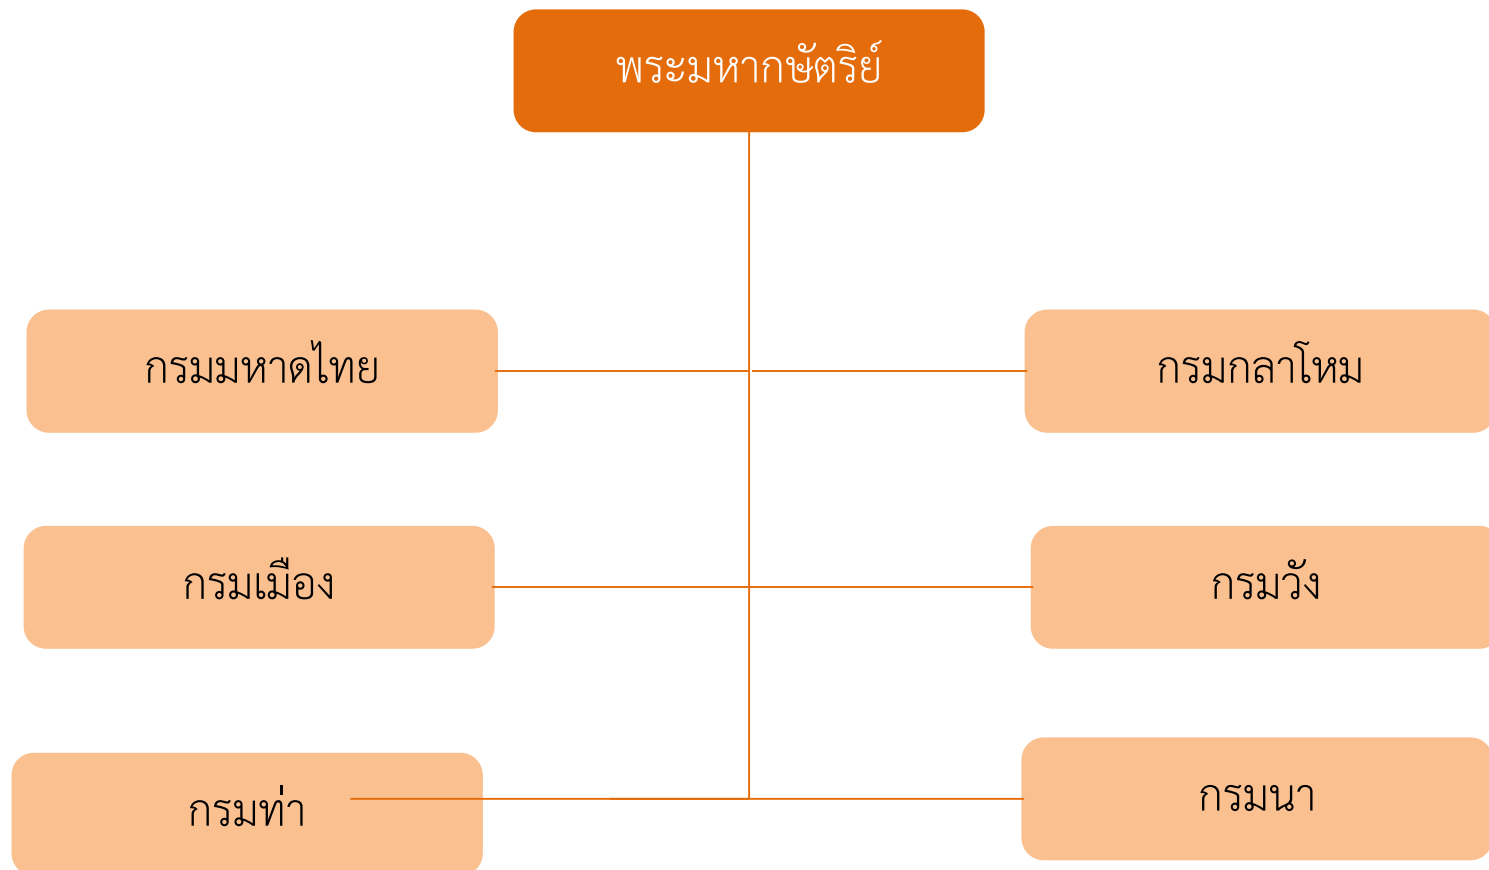 พระมหากษัตริย์
กรมมหาดไทย
กรมกลาโหม
กรมเมือง
กรมวัง
กรมท่า
กรมนา